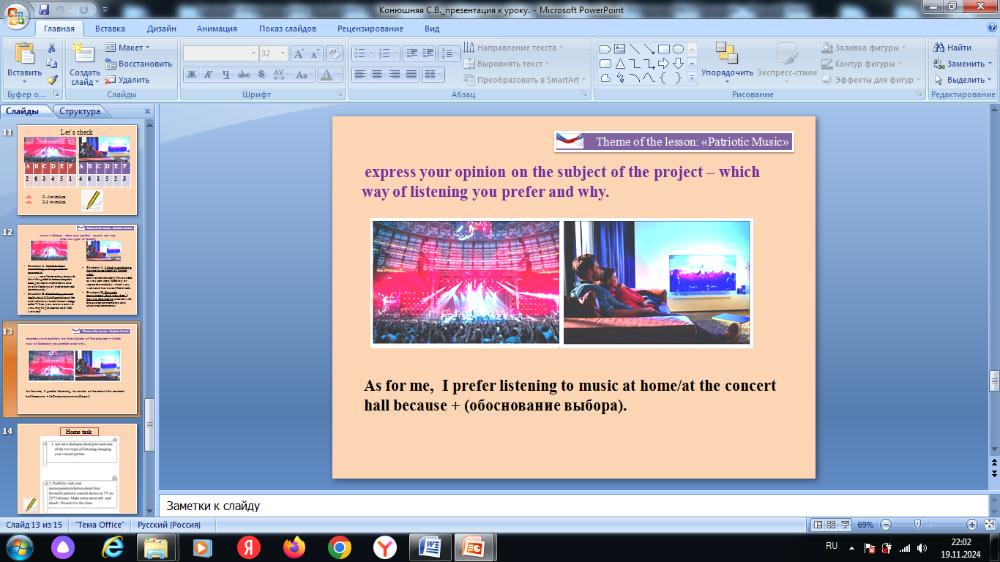 Конюшняя С.В._презентация к уроку. - Microsoft PowerPoint
Главная Вставка Дизайн Анимация Показ слайдов Рецензирование Вид
Вставить
Создать слайд
Макет
Восстановить
Удалить
32
Ж К Ч abc S AV Aa A
Направление текста
Выровнять текст
Преобразовать в SmartArt
Упорядочить
Экспресс-стили
Заливка фигуры
Контур фигуры
Эффекты для фигур
Найти
Заменить
Выделить
Буфер о... Слайды Шрифт Абзац Рисование Редактирование
Слайды Структура x
11
Let`s check
A B C D E F A B C D E F
2 6 3 4 5 1 4 6 1 5 2 3
«5» 0 -1mistakes
«4» 2-3 mistakes
12
Theme of the lesson: «Patriotic Music»
13
Theme of the lesson: «Patriotic Music»
express your opinion on the subject of the project – which
way of listening you prefer and why.
As for me, I prefer listening to music at home/at the concert
hall because + (обоснование выбора).
14
Home task
1. Act out a dialogue about pros and cons
of the two types of listening changing
your variant/picture.
2. Portfolio. Ask your
mates/parents/relatives about their
favourite patriotic concert shown on TV on
23rd February. Make notes about adv. and
disadv. Present it to the class.
Theme of the lesson: «Patriotic Music»
express your opinion on the subject of the project – which
way of listening you prefer and why.
As for me, I prefer listening to music at home/at the concert
hall because + (обоснование выбора).
Заметки к слайду
Слайд 13 из 15 "Тема Office" Русский (Россия) 69%
RU
22:02
19.11.2024